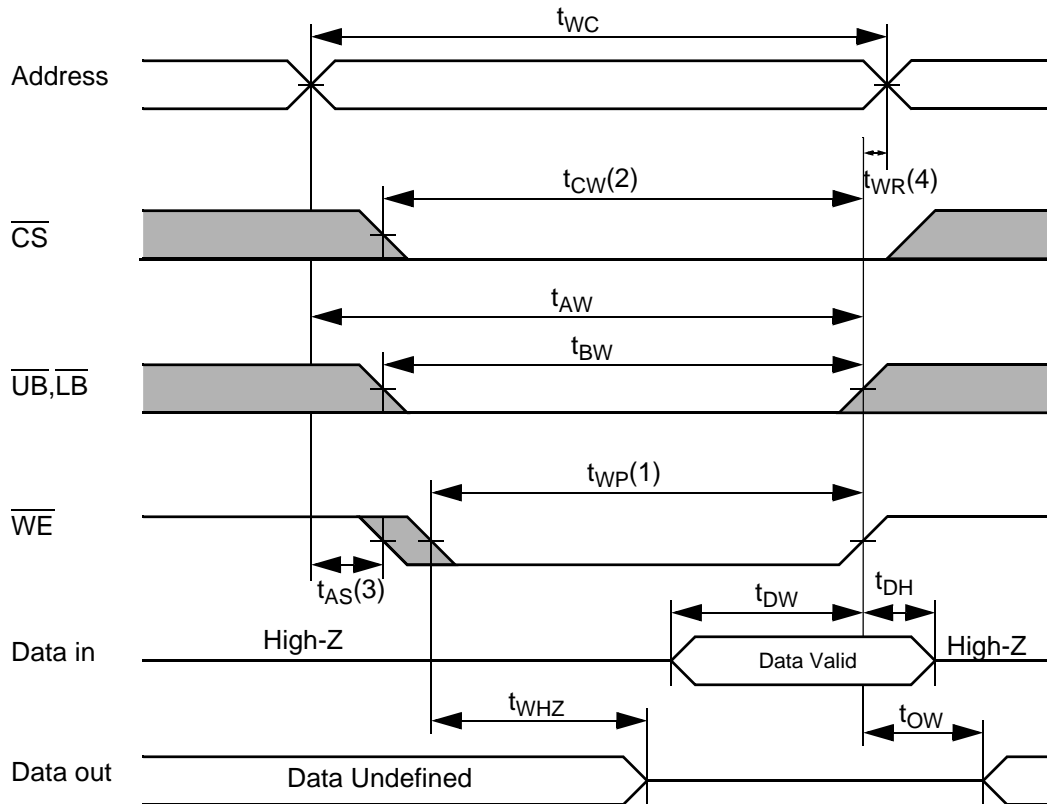 tWC
Address
tCW(2)
tWR(4)
CS
tAW
tBW
UB,LB
tWP(1)
WE
tAS(3)
tDW
tDH
High-Z
Data in
Data Valid
High-Z
tWHZ
tOW
Data out
Data Undefined